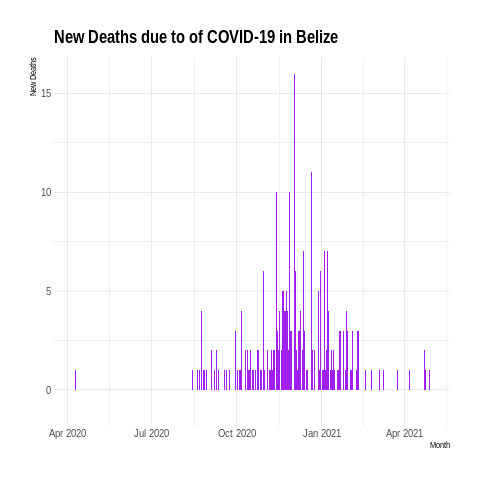 New Deaths due to of COVID-19 in Belize
New Deaths
15
10
5
0
Apr 2020 Jul 2020 Oct 2020 Jan 2021 Apr 2021
Month